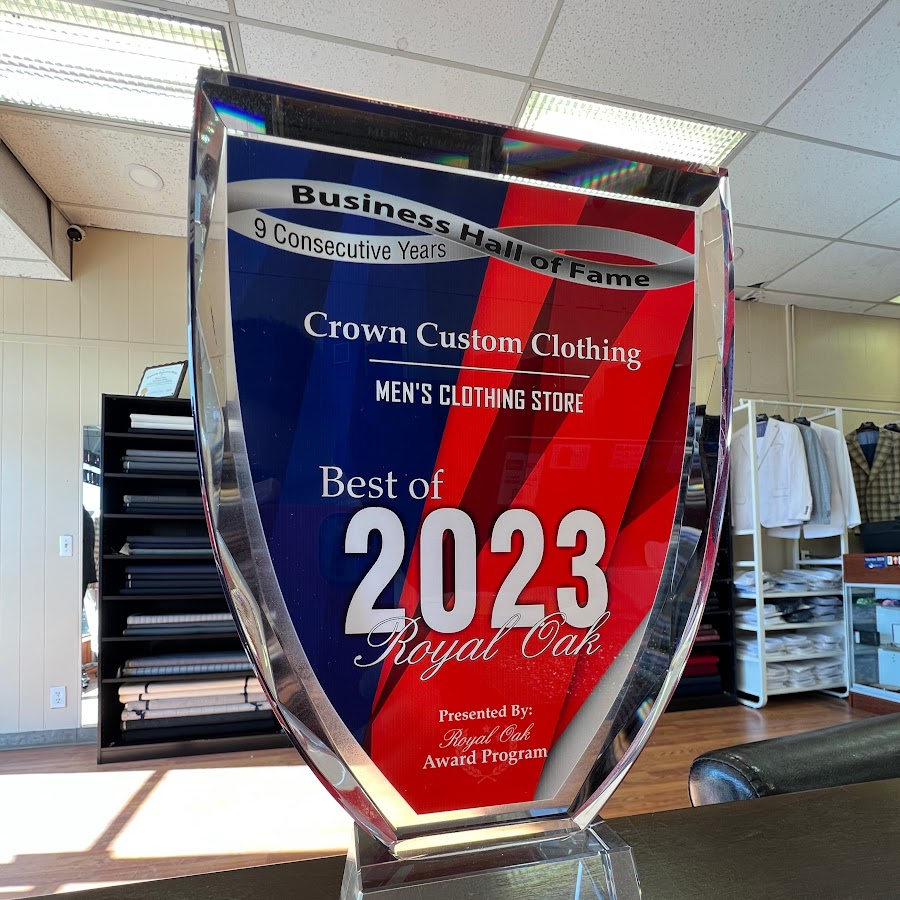 Business Hall of Fame
9 Consecutive Years
Crown Custom Clothing
MEN'S CLOTHING STORE
Best of
2023
Royal Oak
Presented By:
Royal Oak
Award Program